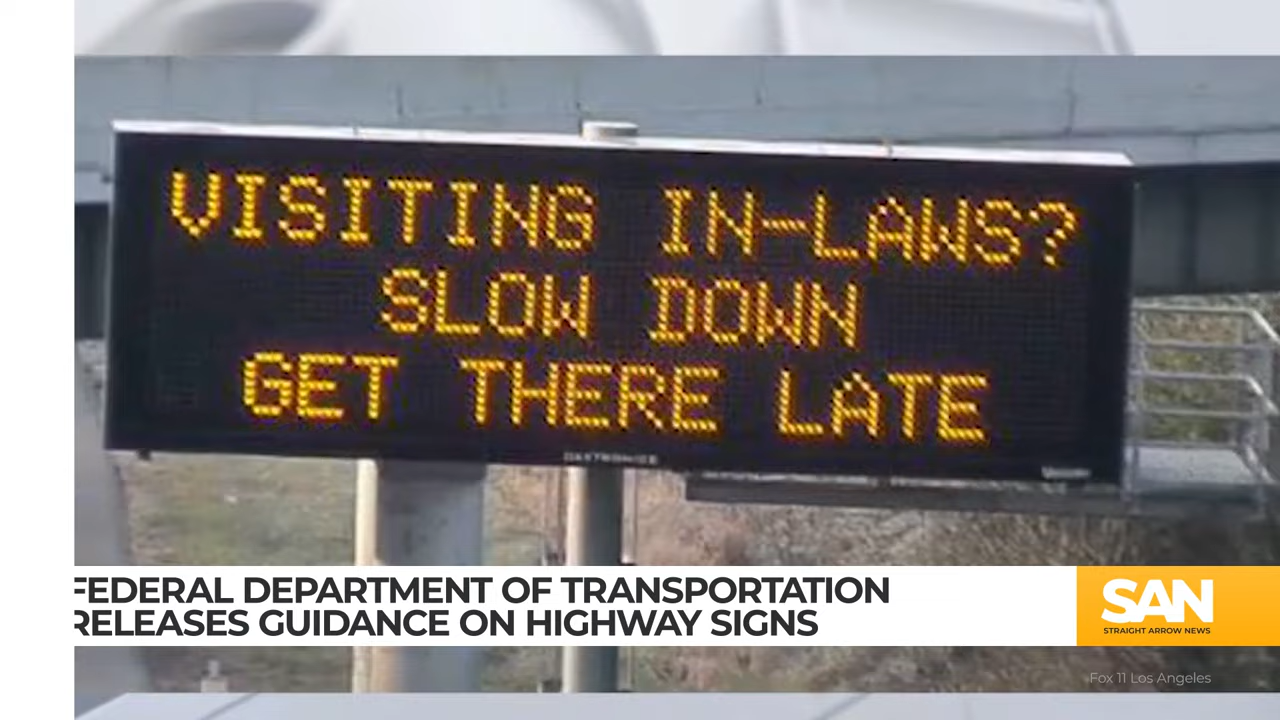 VISITING IN-LAWS?
SLOW DOWN
GET THERE LATE
DAKTRONICS
FEDERAL DEPARTMENT OF TRANSPORTATION
RELEASES GUIDANCE ON HIGHWAY SIGNS
SAN
STRAIGHT ARROW NEWS
Fox 11 Los Angeles